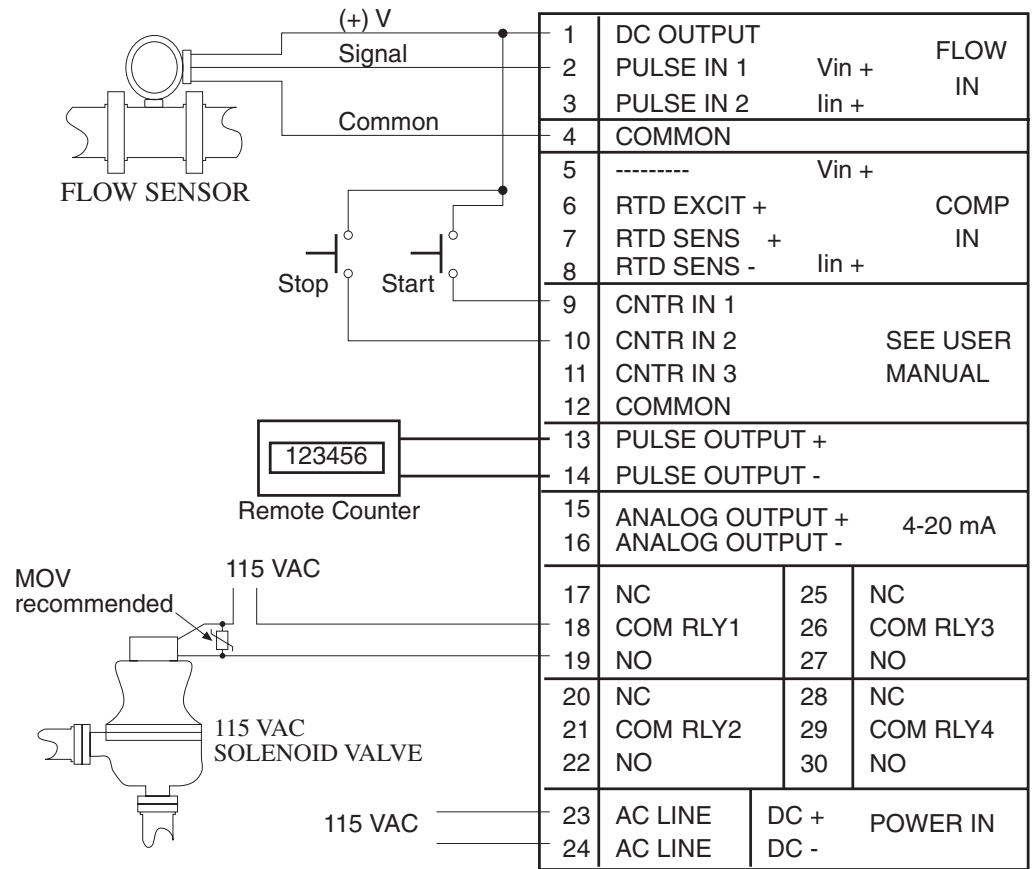 (+) V
Signal
Common
FLOW SENSOR
Stop Start
123456
Remote Counter
MOV
recommended
115 VAC
115 VAC
SOLENOID VALVE
115 VAC
1 DC OUTPUT
2 PULSE IN 1 Vin +
3 PULSE IN 2 Iin +
FLOW
IN
4 COMMON
5 --------- Vin +
6 RTD EXCIT +
7 RTD SENS +
8 RTD SENS - Iin +
COMP
IN
9 CNTR IN 1
10 CNTR IN 2
11 CNTR IN 3
12 COMMON
SEE USER
MANUAL
13 PULSE OUTPUT +
14 PULSE OUTPUT -
15 ANALOG OUTPUT +
16 ANALOG OUTPUT -
4-20 mA
17 NC 25 NC
18 COM RLY1 26 COM RLY3
19 NO 27 NO
20 NC 28 NC
21 COM RLY2 29 COM RLY4
22 NO 30 NO
23 AC LINE DC +
24 AC LINE DC -
POWER IN